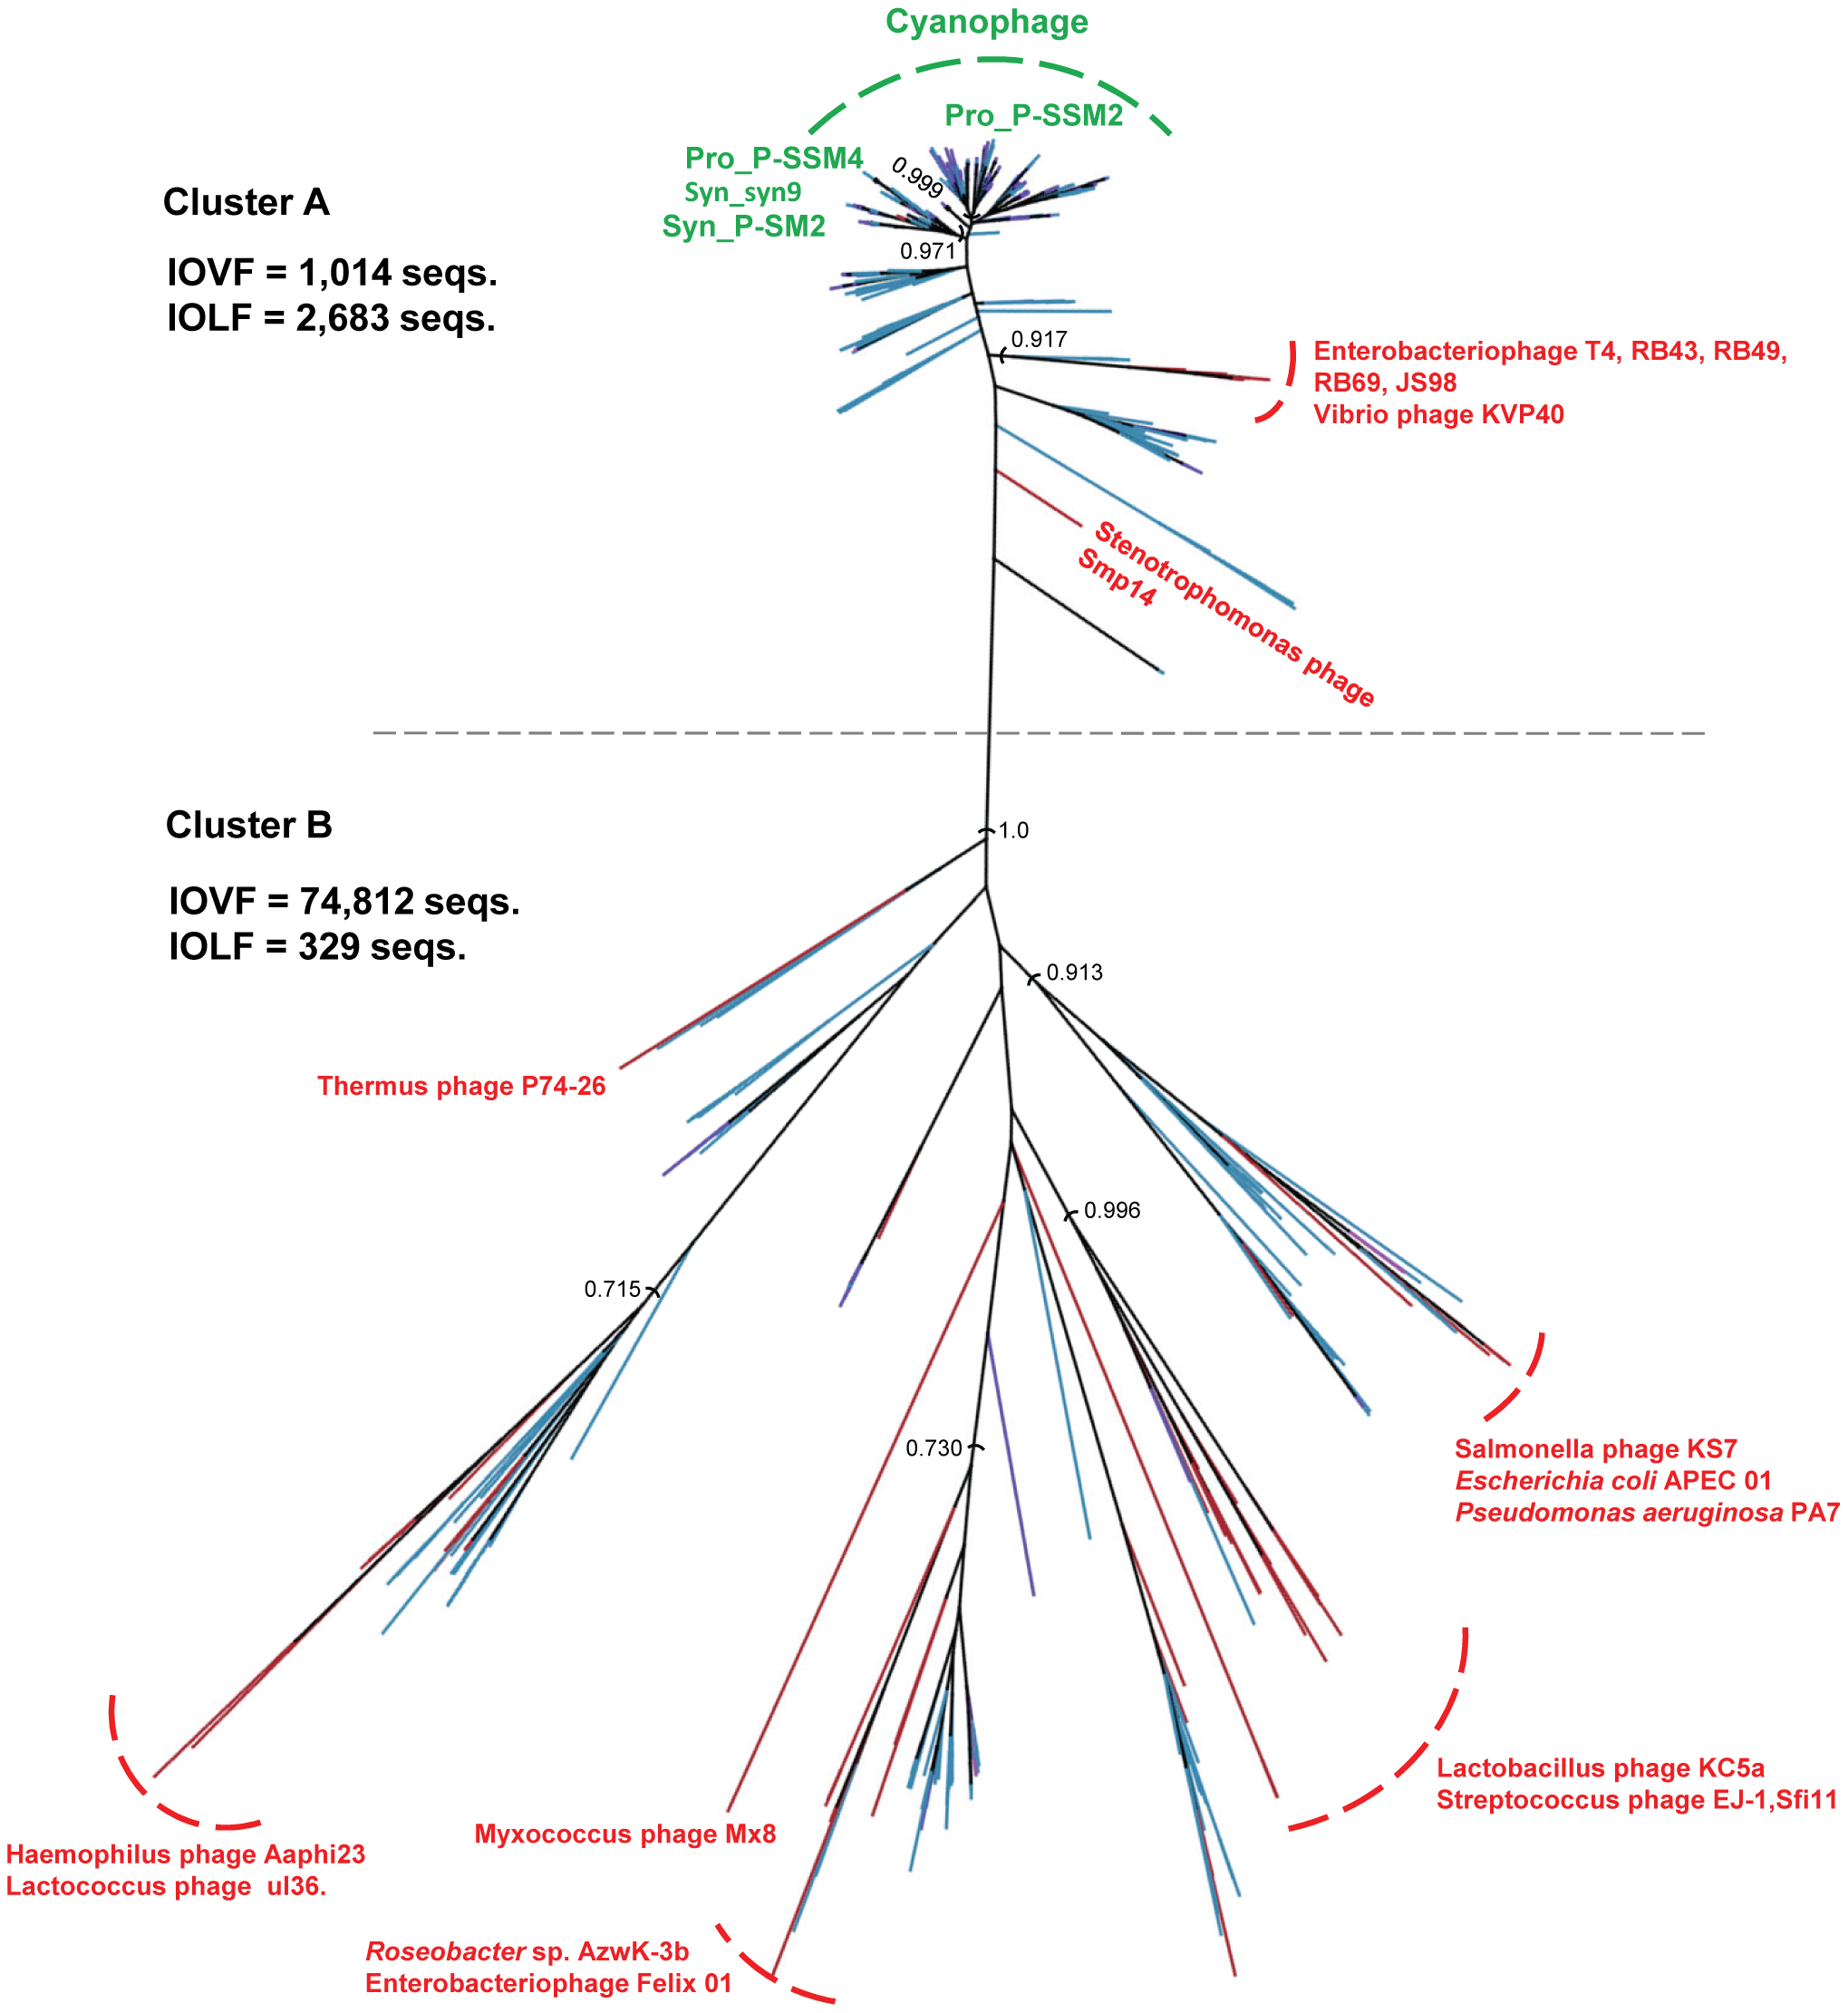 Cyanophage
Pro_P-SSM2
Pro_P-SSM4
Syn_syn9
Syn_P-SM2
0.999
0.971
Cluster A
IOVF = 1,014 seqs.
IOLF = 2,683 seqs.
0.917
Enterobacteriophage T4, RB43, RB49,
RB69, JS98
Vibrio phage KVP40
Stenotrophomonas phage
Smp14
Cluster B
1.0
IOVF = 74,812 seqs.
IOLF = 329 seqs.
0.913
Thermus phage P74-26
0.996
0.715
0.730
Salmonella phage KS7
Escherichia coli APEC 01
Pseudomonas aeruginosa PA7
Lactobacillus phage KC5a
Streptococcus phage EJ-1,Sfi11
Myxococcus phage Mx8
Haemophilus phage Aaphi23
Lactococcus phage ul36.
Roseobacter sp. AzwK-3b
Enterobacteriophage Felix 01